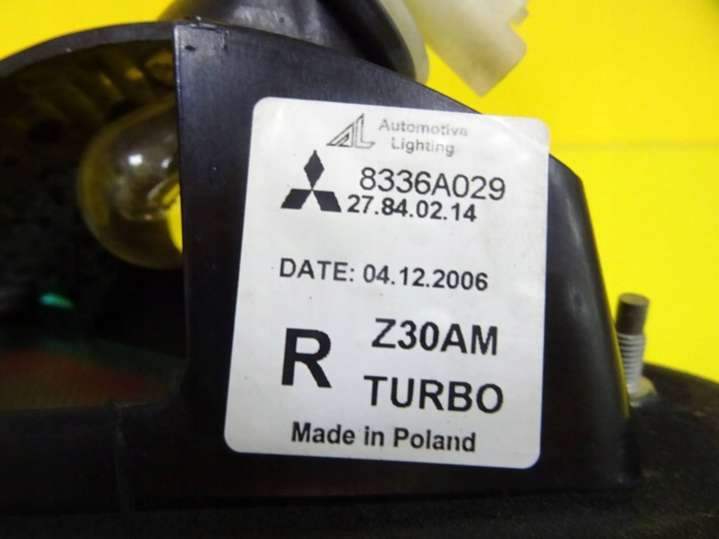 Automotive
Lighting
8336A029
27.84.02.14
DATE: 04.12.2006
R Z30AM
TURBO
Made in Poland